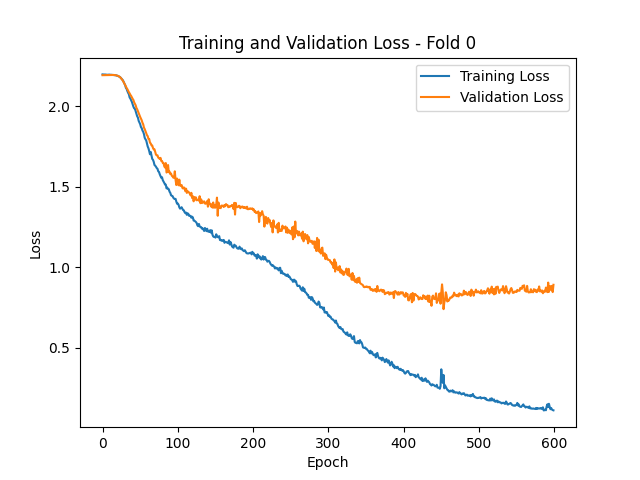 Training and Validation Loss - Fold 0
Training Loss
Validation Loss
2.0
1.5
1.0
0.5
Loss
0 100 200 300 400 500 600
Epoch